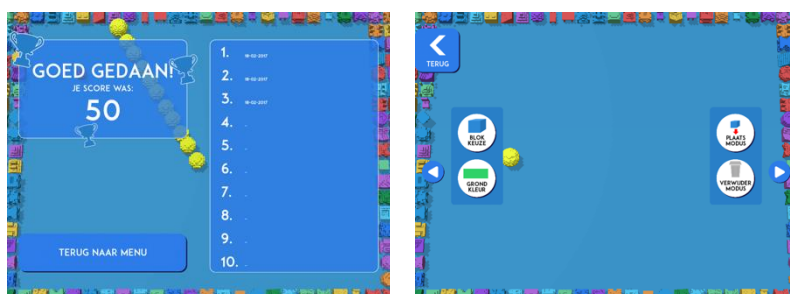 GOED GEDAAN!
JE SCORE WAS:
50
TERUG NAAR MENU
1.
2.
3.
4.
5.
6.
7.
8.
9.
10.
TERUG
BLOK
KEUZE
GROND
KLEUR
PLAATS
MODUS
VERWIJDER
MODUS